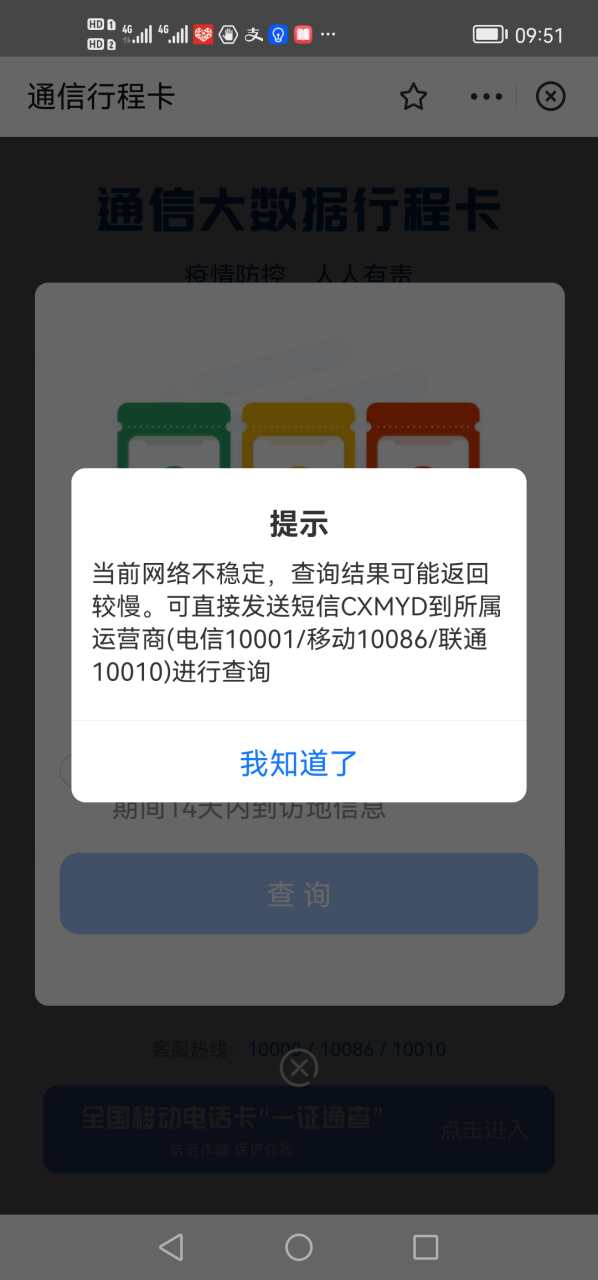 HD 1 4G 4G 支 09:51
HD 2
通信行程卡
通信大数据行程卡
疫情防控 人人有责
提示
当前网络不稳定，查询结果可能返回
较慢。可直接发送短信CXMYD到所属
运营商(电信10001/移动10086/联通
10010)进行查询
我知道了
期间14天内到访地信息
查 询
客服热线： 10000 / 10086 / 10010
全国移动电话卡“一证通查”
点击进入